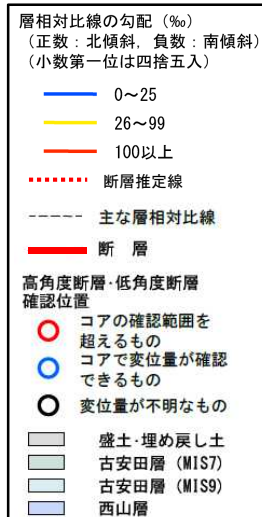 層相対比線の勾配（‰）
（正数：北傾斜，負数：南傾斜）
（小数第一位は四捨五入）
0～25
26～99
100以上
断層推定線
主な層相対比線
断　層
高角度断層・低角度断層
確認位置
コアの確認範囲を
超えるもの
コアで変位量が確認
できるもの
変位量が不明なもの
盛土・埋め戻し土
古安田層（MIS7）
古安田層（MIS9）
西山層